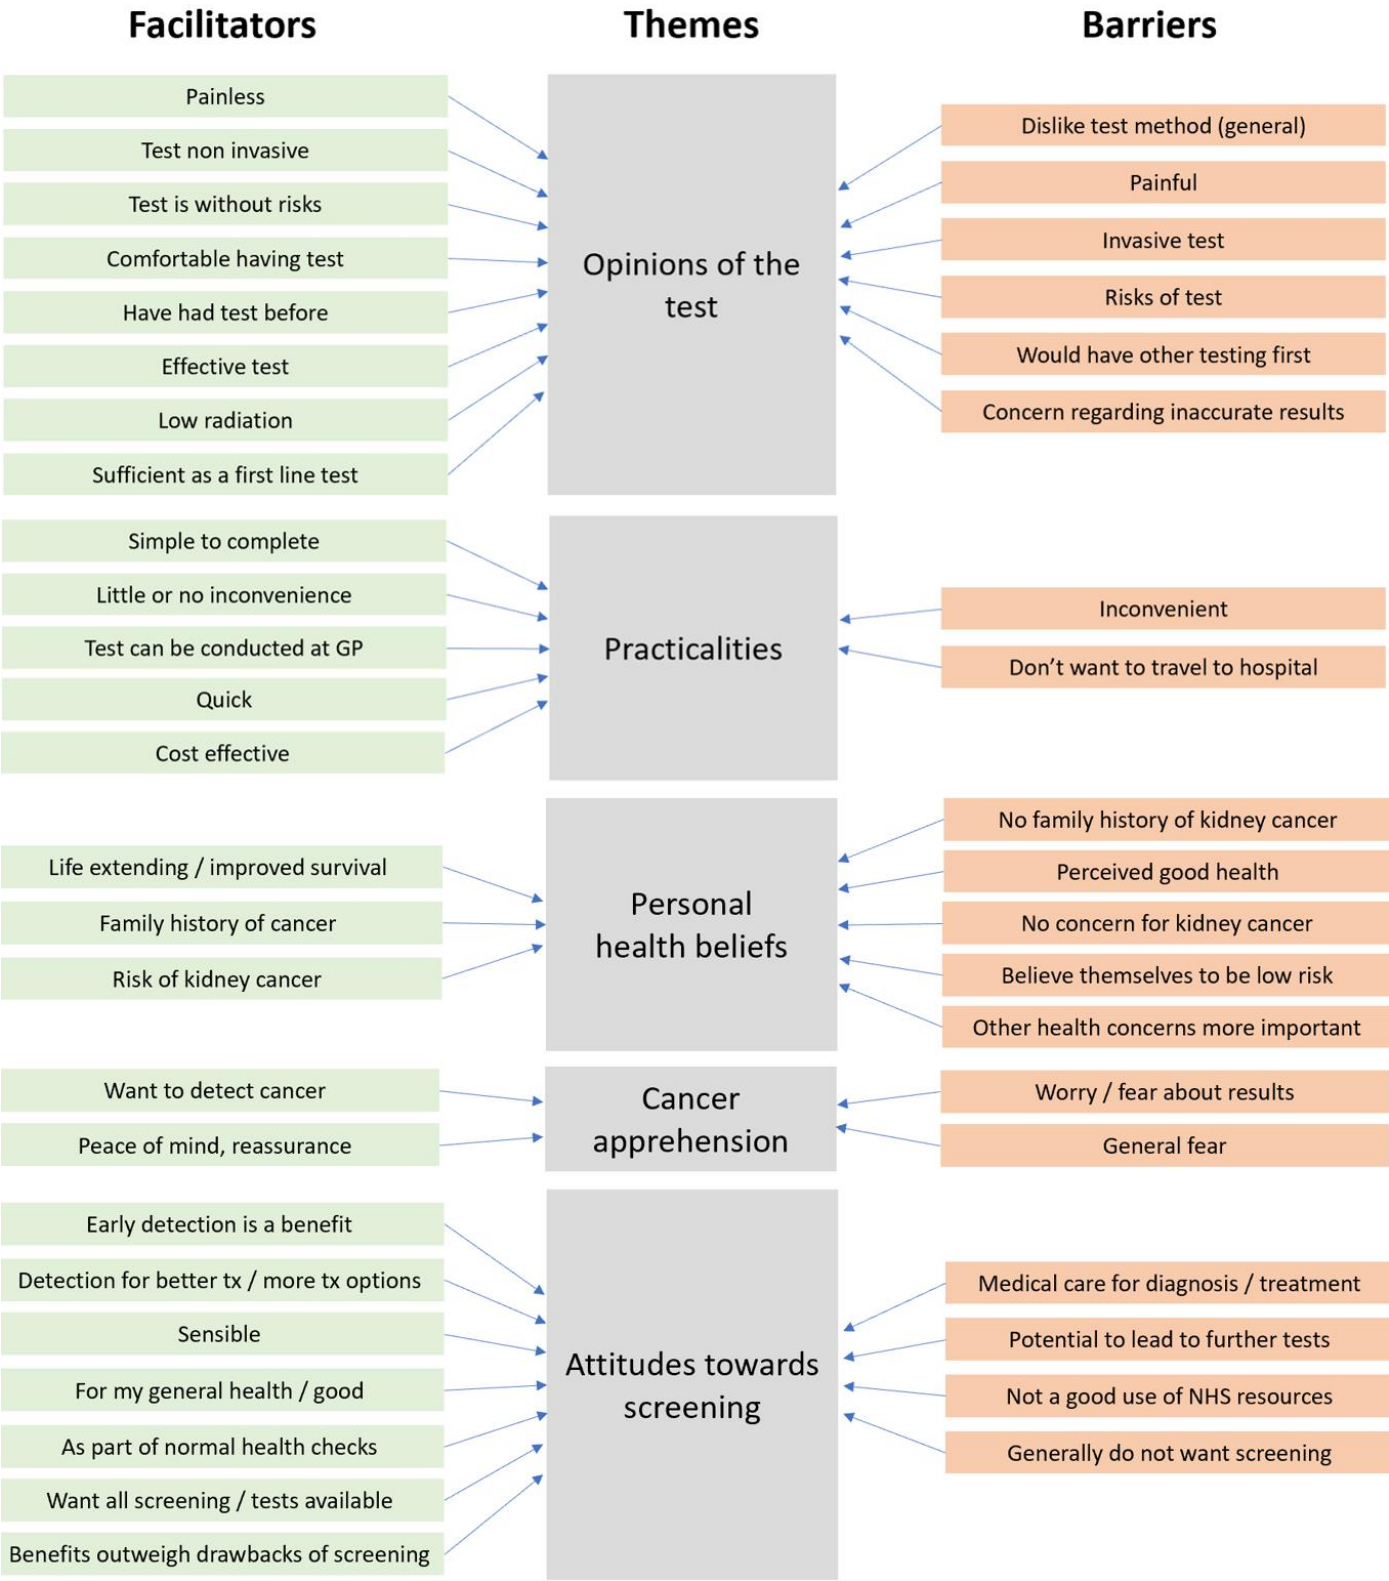 Facilitators
Themes
Barriers
Painless
Test non invasive
Test is without risks
Comfortable having test
Have had test before
Effective test
Low radiation
Sufficient as a first line test
Opinions of the
test
Dislike test method (general)
Painful
Invasive test
Risks of test
Would have other testing first
Concern regarding inaccurate results
Simple to complete
Little or no inconvenience
Test can be conducted at GP
Quick
Cost effective
Practicalities
Inconvenient
Don’t want to travel to hospital
Life extending / improved survival
Family history of cancer
Risk of kidney cancer
Personal
health beliefs
No family history of kidney cancer
Perceived good health
No concern for kidney cancer
Believe themselves to be low risk
Other health concerns more important
Want to detect cancer
Peace of mind, reassurance
Cancer
apprehension
Worry / fear about results
General fear
Early detection is a benefit
Detection for better tx / more tx options
Sensible
For my general health / good
As part of normal health checks
Want all screening / tests available
Benefits outweigh drawbacks of screening
Attitudes towards
screening
Medical care for diagnosis / treatment
Potential to lead to further tests
Not a good use of NHS resources
Generally do not want screening